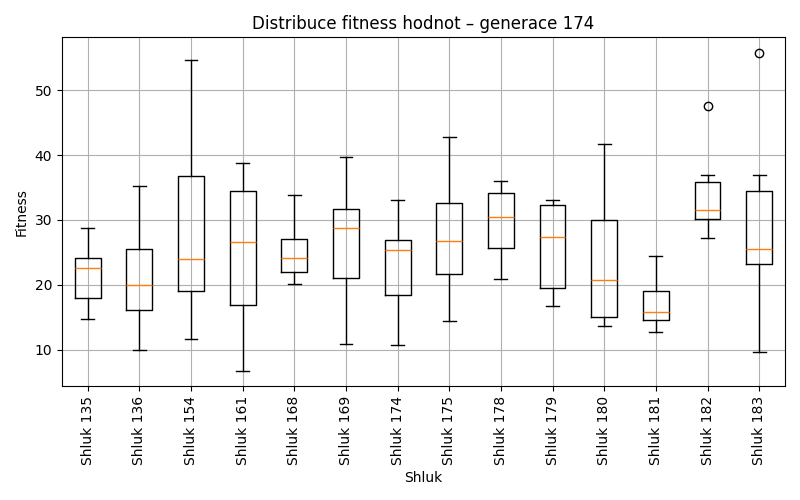 Distribuce fitness hodnot – generace 174
Fitness
50
40
30
20
10
Shluk 135
Shluk 136
Shluk 154
Shluk 161
Shluk 168
Shluk 169
Shluk 174
Shluk 175
Shluk 178
Shluk 179
Shluk 180
Shluk 181
Shluk 182
Shluk 183
Shluk